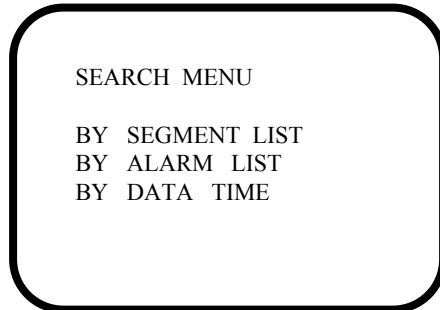 SEARCH MENU
BY SEGMENT LIST
BY ALARM LIST
BY DATA TIME